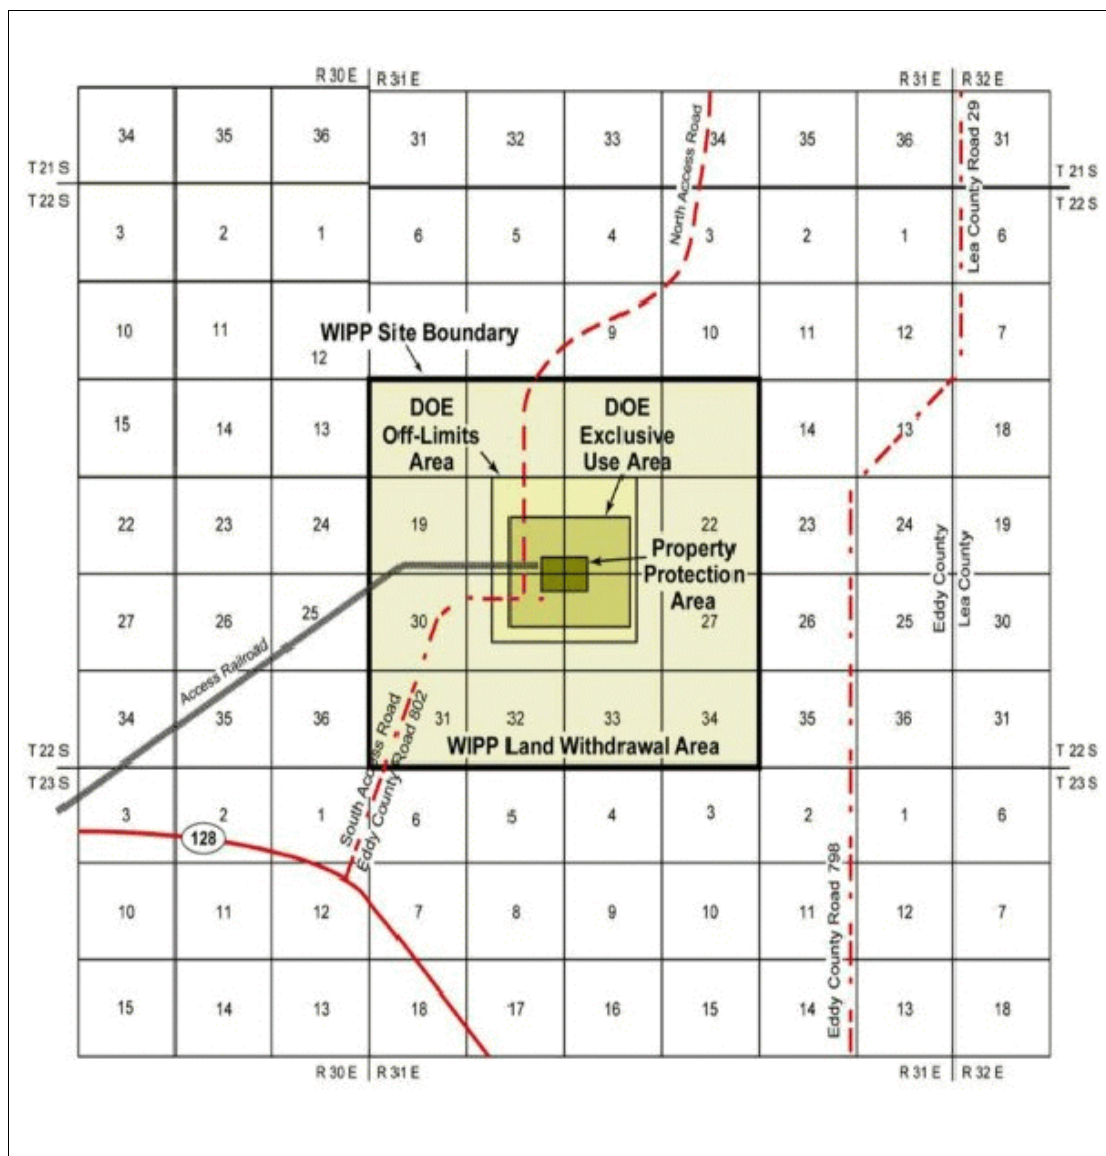 R 30 E R 31 E R 31 E R 32 E
34 35 36 31 32 33 34 35 36 31
North Access Road
Lea County Road 29
T 21 S T 21 S
T 22 S T 22 S
3 2 1 6 5 4 3 2 1 6
10 11 12 9 10 11 12 7
WIPP Site Boundary
15 14 13 14 13 18
DOE
Off-Limits
Area
DOE
Exclusive
Use Area
22 23 24 19 22 23 24 19
Property
Protection
Area
Eddy County
Lea County
27 26 25 30 27 26 25 30
Access Railroad
34 35 36 31 32 33 34 35 36 31
South Access Road
Eddy County Road 802
WIPP Land Withdrawal Area
T 22 S T 22 S
T 23 S T 23 S
3 2 1 6 5 4 3 2 1 6
128
Eddy County Road 798
10 11 12 7 8 9 10 11 12 7
15 14 13 18 17 16 15 14 13 18
R 30 E R 31 E R 31 E R 32 E